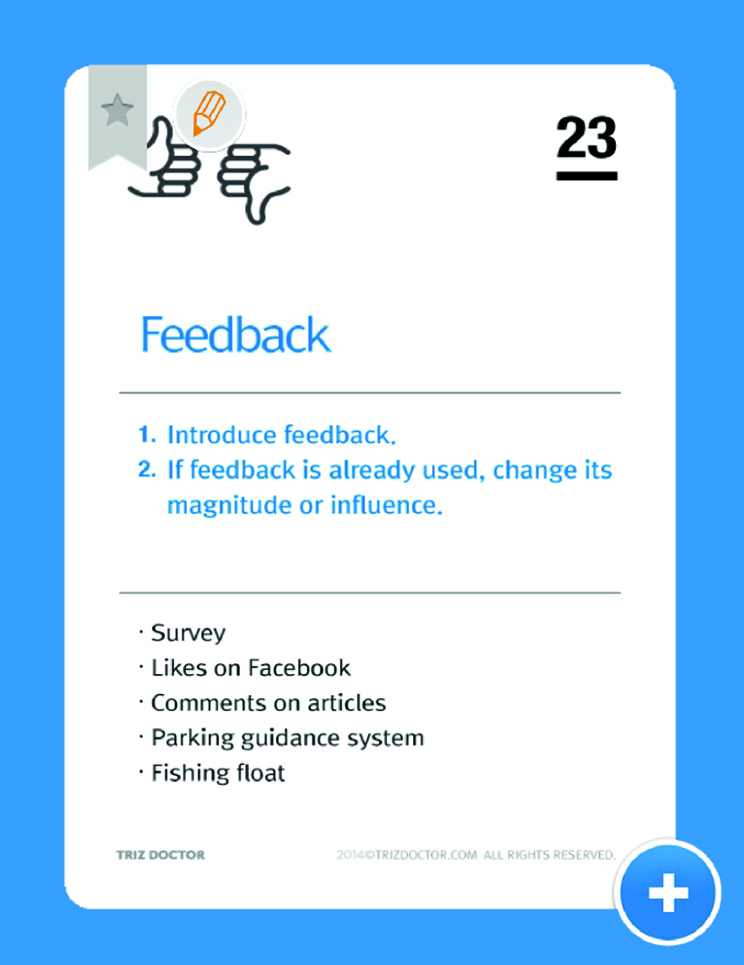 23
Feedback
1. Introduce feedback.
2. If feedback is already used, change its
magnitude or influence.
· Survey
· Likes on Facebook
· Comments on articles
· Parking guidance system
· Fishing float
TRIZ DOCTOR 2014©TRIZDOCTOR.COM ALL RIGHTS RESERVED.